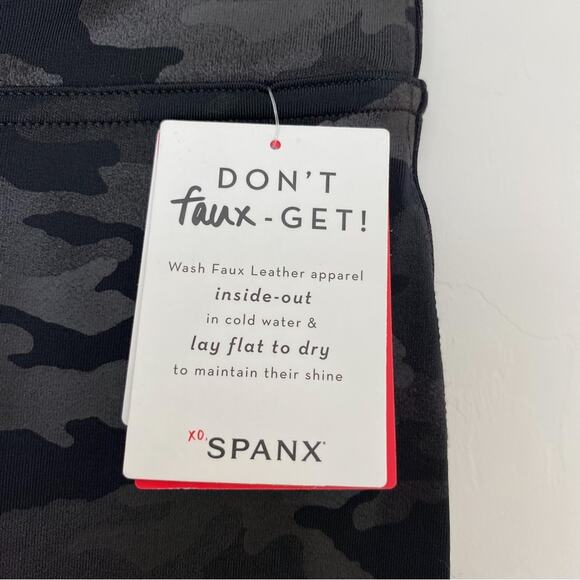 DON'T
faux-GET!
Wash Faux Leather apparel
inside-out
in cold water &
lay flat to dry
to maintain their shine
XO, SPANX